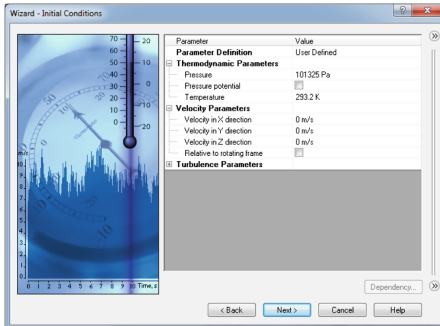 Wizard - Initial Conditions
Parameter Value
Parameter Definition User Defined
Thermodynamic Parameters
Pressure 101325 Pa
Pressure potential
Temperature 293.2 K
Velocity Parameters
Velocity in X direction 0 m/s
Velocity in Y direction 0 m/s
Velocity in Z direction 0 m/s
Relative to rotating frame
Turbulence Parameters
70
60
50
40
30
20
10
0
20
10
0
-10
-20
m/s
10
9
8
7
6
5
4
3
2
1
0
0 1 2 3 4 5 6 7 8 9 10 Time, s
Dependency...
< Back Next > Cancel Help